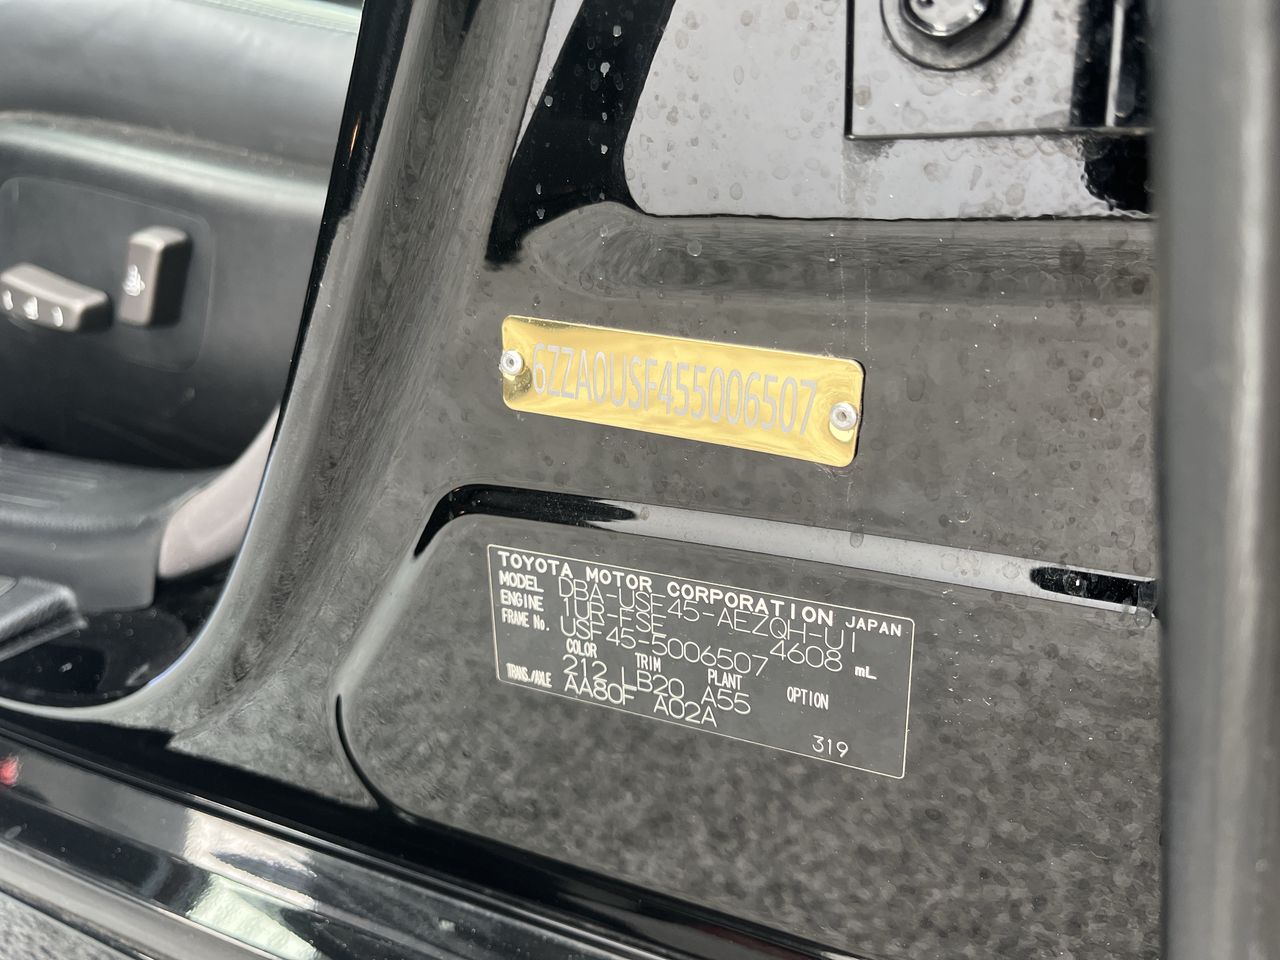 6ZZA0USF455006507
TOYOTA MOTOR CORPORATION JAPAN
MODEL DBA-USF45-AEZQH-U1
ENGINE 1UR-FSE 4608 mL
FRAME No. USF45-5006507
COLOR TRIM PLANT OPTION
212 LB20 A55
TRANS./AXLE AA80F A02A
319